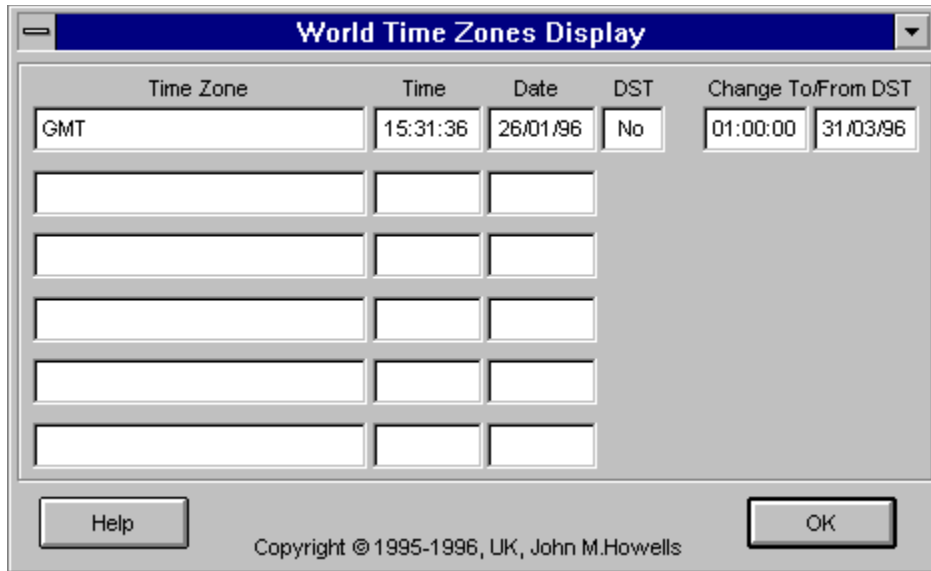 World Time Zones Display
Time Zone Time Date DST Change To/From DST
GMT 15:31:36 26/01/96 No 01:00:00 31/03/96
Help OK
Copyright © 1995-1996, UK, John M.Howells